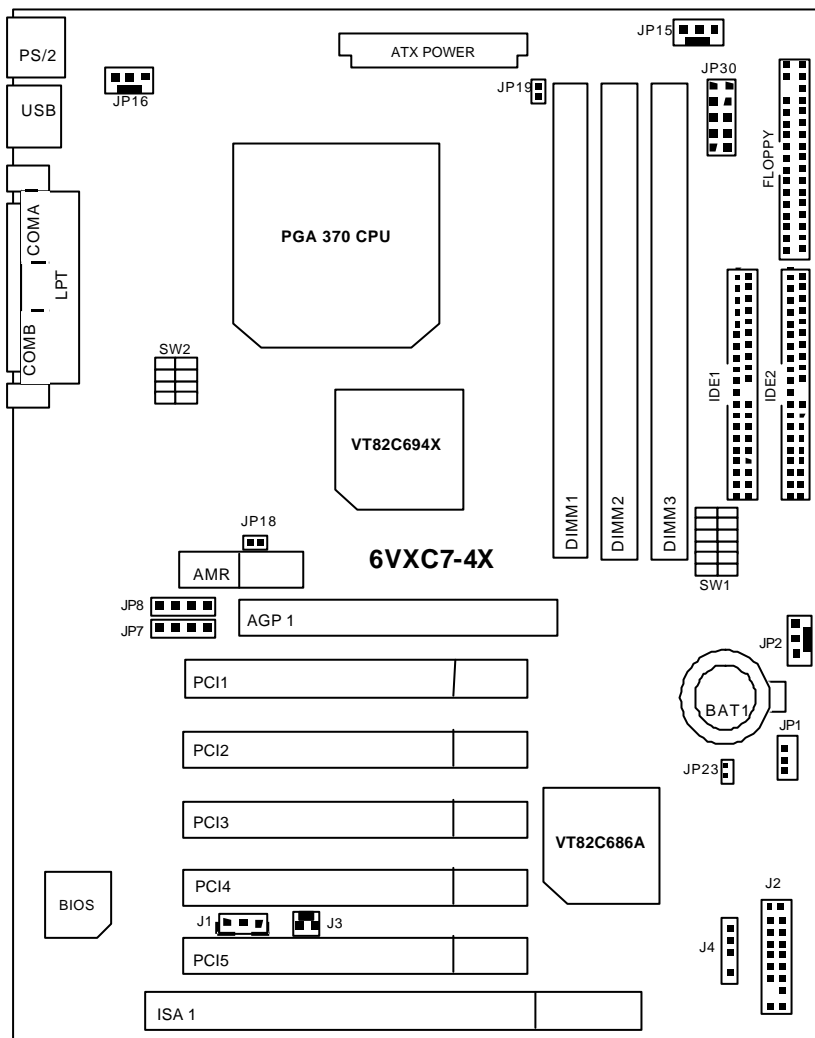 PS/2
ATX POWER
JP15
JP16
JP19
JP30
USB
FLOPPY
COMA
LPT
COMB
PGA 370 CPU
SW2
IDE1
IDE2
VT82C694X
DIMM1
DIMM2
DIMM3
SW1
JP18
AMR
6VXC7-4X
JP8
JP7
AGP 1
JP2
PCI1
BAT1
JP1
PCI2
JP23
PCI3
VT82C686A
PCI4
BIOS
J1
J3
J2
J4
PCI5
ISA 1